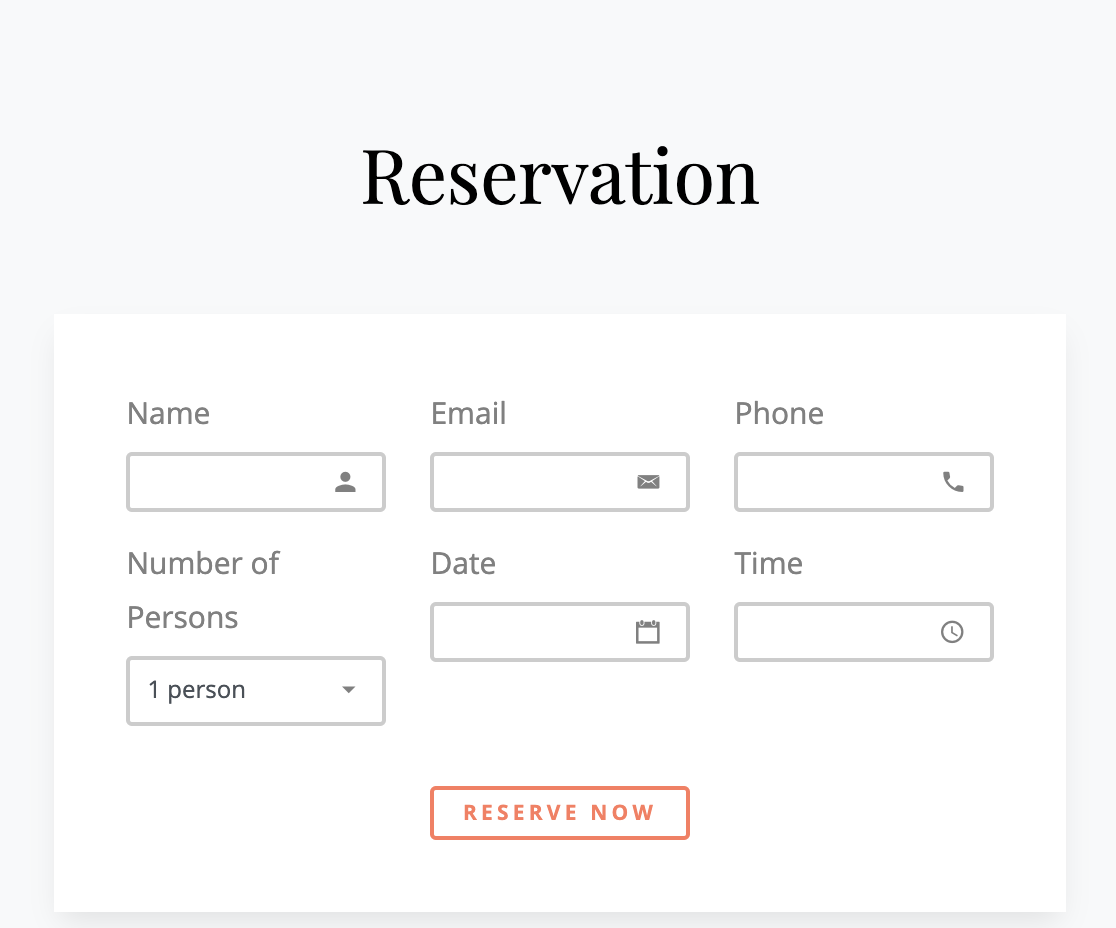 Reservation
Name
Email
Phone
Number of
Persons
Date
Time
1 person
RESERVE NOW